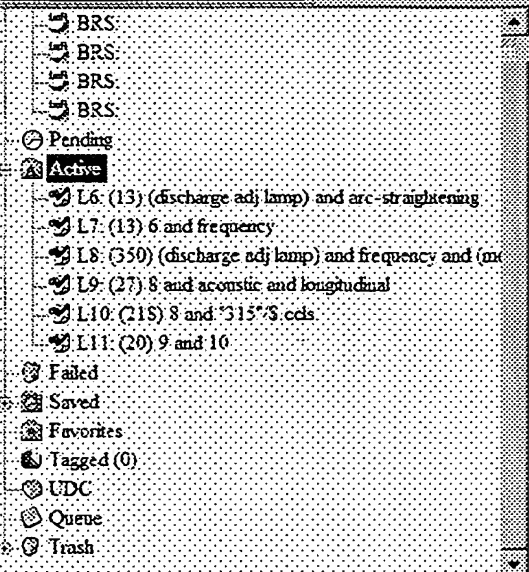 BRS:
BRS:
BRS:
BRS:
Pending
Active
L6: (13) (discharge adj lamp) and arc-straightening
L7: (13) 6 and frequency
L8: (350) (discharge adj lamp) and frequency and (mo
L9: (27) 8 and acoustic and longitudinal
L10: (218) 8 and "315"/$.ccls.
L11: (20) 9 and 10
Failed
Saved
Favorites
Tagged (0)
UDC
Queue
Trash